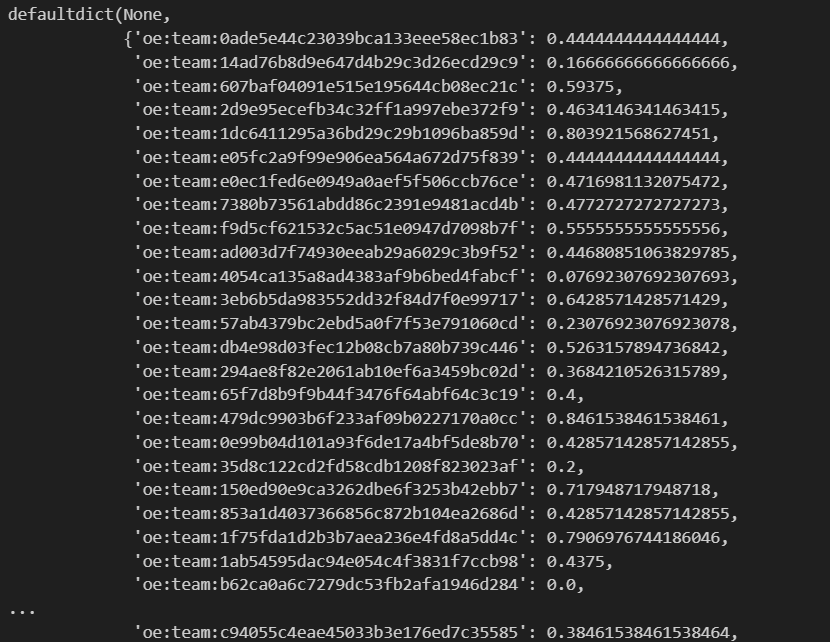 defaultdict(None,
{'oe:team:0ade5e44c23039bca133eee58ec1b83': 0.4444444444444444,
'oe:team:14ad76b8d9e647d4b29c3d26ecd29c9': 0.16666666666666666,
'oe:team:607baf04091e515e195644cb08ec21c': 0.59375,
'oe:team:2d9e95ecefb34c32ff1a997ebe372f9': 0.4634146341463415,
'oe:team:1dc6411295a36bd29c29b1096ba859d': 0.803921568627451,
'oe:team:e05fc2a9f99e906ea564a672d75f839': 0.4444444444444444,
'oe:team:e0ec1fed6e0949a0aef5f506ccb76ce': 0.4716981132075472,
'oe:team:7380b73561abdd86c2391e9481acd4b': 0.4772727272727273,
'oe:team:f9d5cf621532c5ac51e0947d7098b7f': 0.5555555555555556,
'oe:team:ad003d7f74930eeab29a6029c3b9f52': 0.44680851063829785,
'oe:team:4054ca135a8ad4383af9b6bed4fabcf': 0.07692307692307693,
'oe:team:3eb6b5da983552dd32f84d7f0e99717': 0.6428571428571429,
'oe:team:57ab4379bc2ebd5a0f7f53e791060cd': 0.23076923076923078,
'oe:team:db4e98d03fec12b08cb7a80b739c446': 0.5263157894736842,
'oe:team:294ae8f82e2061ab10ef6a3459bc02d': 0.3684210526315789,
'oe:team:65f7d8b9f9b44f3476f64abf64c3c19': 0.4,
'oe:team:479dc9903b6f233af09b0227170a0cc': 0.8461538461538461,
'oe:team:0e99b04d101a93f6de17a4bf5de8b70': 0.42857142857142855,
'oe:team:35d8c122cd2fd58cdb1208f823023af': 0.2,
'oe:team:150ed90e9ca3262dbe6f3253b42ebb7': 0.717948717948718,
'oe:team:853a1d4037366856c872b104ea2686d': 0.42857142857142855,
'oe:team:1f75fda1d2b3b7aea236e4fd8a5dd4c': 0.7906976744186046,
'oe:team:1ab54595dac94e054c4f3831f7ccb98': 0.4375,
'oe:team:b62ca0a6c7279dc53fb2afa1946d284': 0.0,
...
'oe:team:c94055c4eae45033b3e176ed7c35585': 0.38461538461538464,